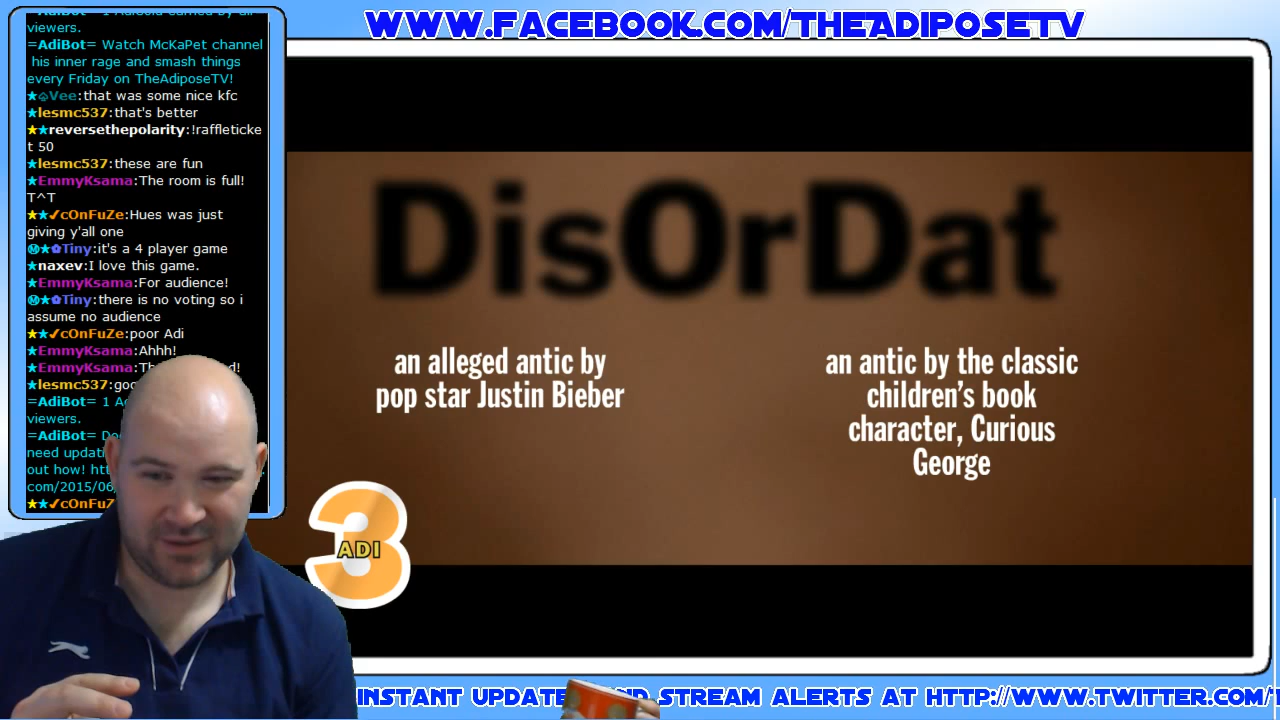 WWW.FACEBOOK.COM/THEADIPOSETV
viewers.
=AdiBot= Watch McKaPet channel
his inner rage and smash things
every Friday on TheAdiposeTV!
Vee:that was some nice kfc
lesmc537:that's better
reversethepolarity:!raffleticke
t 50
lesmc537:these are fun
EmmyKsama:The room is full!
T^T
cOnFuZe:Hues was just
giving y'all one
Tiny:it's a 4 player game
naxev:I love this game.
EmmyKsama:For audience!
Tiny:there is no voting so i
assume no audience
cOnFuZe:poor Adi
EmmyKsama:Ahhh!
EmmyKsama:
lesmc537:
=AdiBot= 1
viewers.
=AdiBot=
need
out how!
com/2015/06
DisOrDat
an alleged antic by
pop star Justin Bieber
an antic by the classic
children's book
character, Curious
George
3
ADI
INSTANT STREAM ALERTS AT HTTP://WWW.TWITTER.COM/